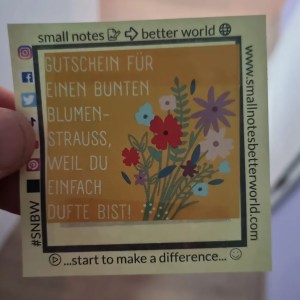 small notes better world
GUTSCHEIN FÜR
EINEN BUNTEN
BLUMEN-
STRAUSS,
WEIL DU
EINFACH
DUFTE BIST!
www.smallnotesbetterworld.com
#SNBW
...start to make a difference...